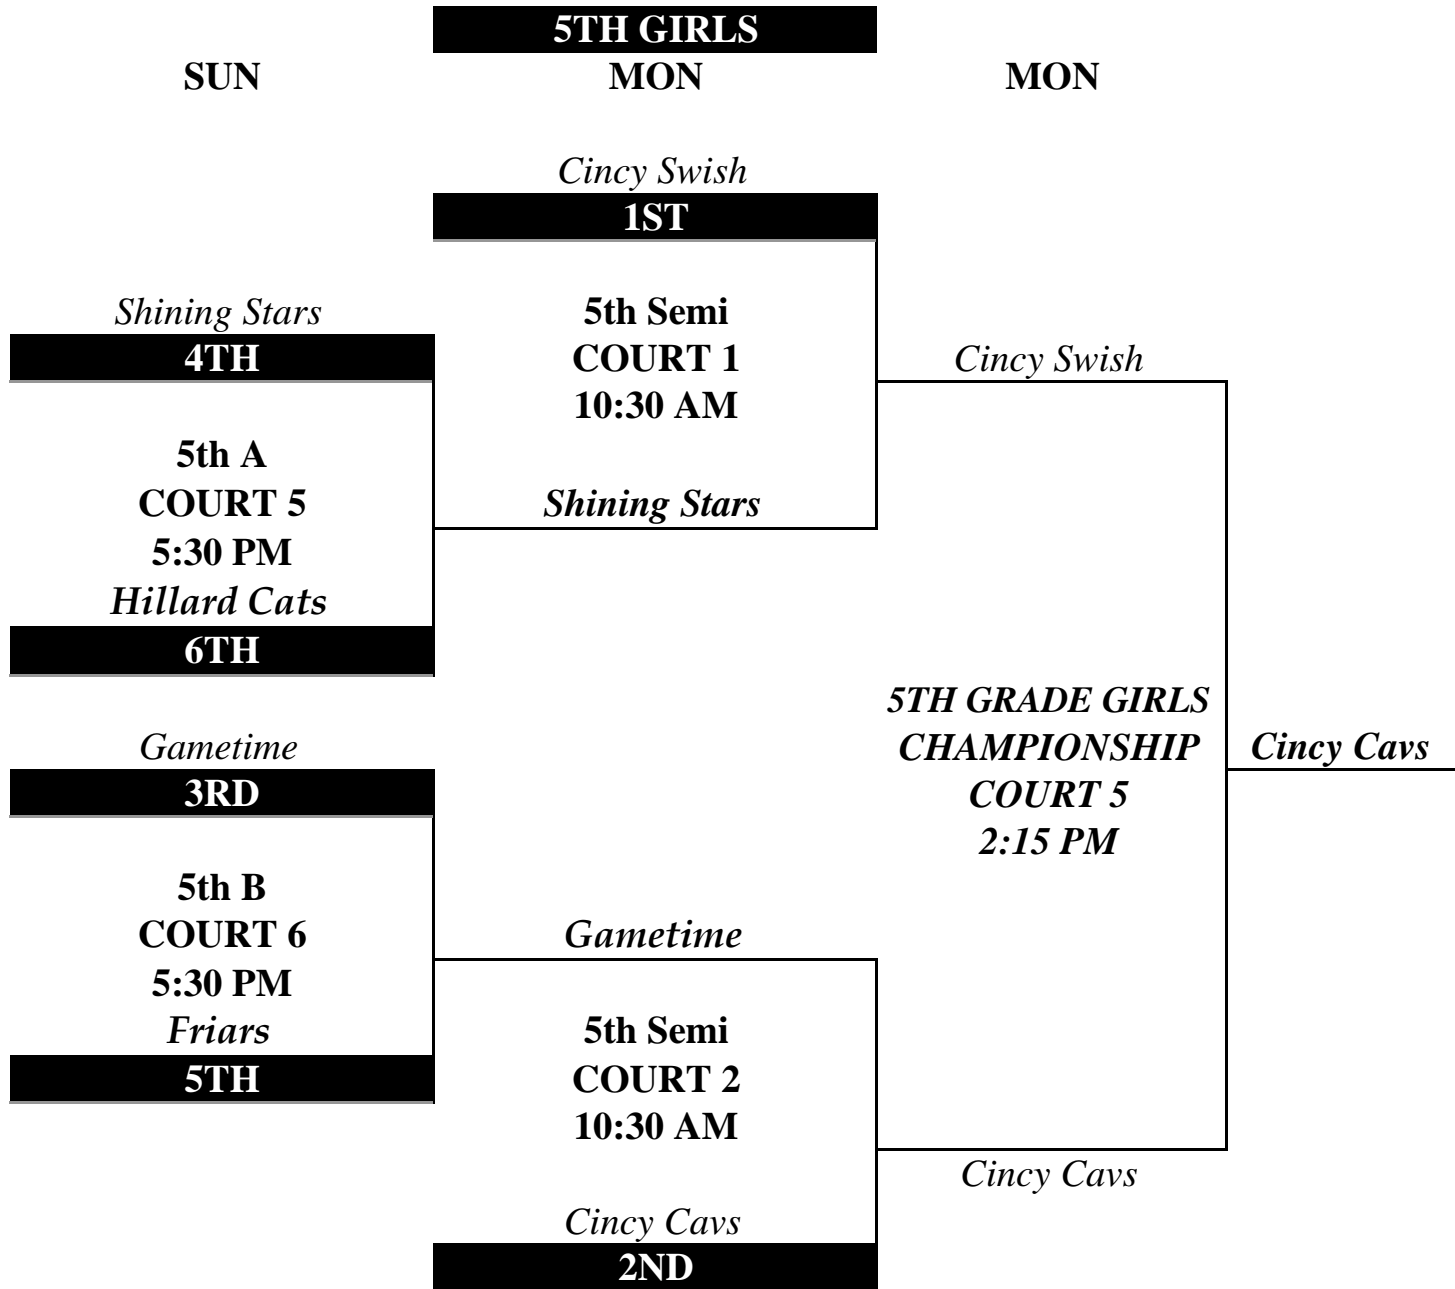 5TH GIRLS
SUN
MON
MON
Cincy Swish
1ST
Shining Stars
4TH
5th Semi
COURT 1
10:30 AM
Cincy Swish
5th A
COURT 5
5:30 PM
Hillard Cats
6TH
Shining Stars
Gametime
3RD
5TH GRADE GIRLS
CHAMPIONSHIP
COURT 5
2:15 PM
Cincy Cavs
5th B
COURT 6
5:30 PM
Friars
5TH
Gametime
5th Semi
COURT 2
10:30 AM
Cincy Cavs
Cincy Cavs
2ND